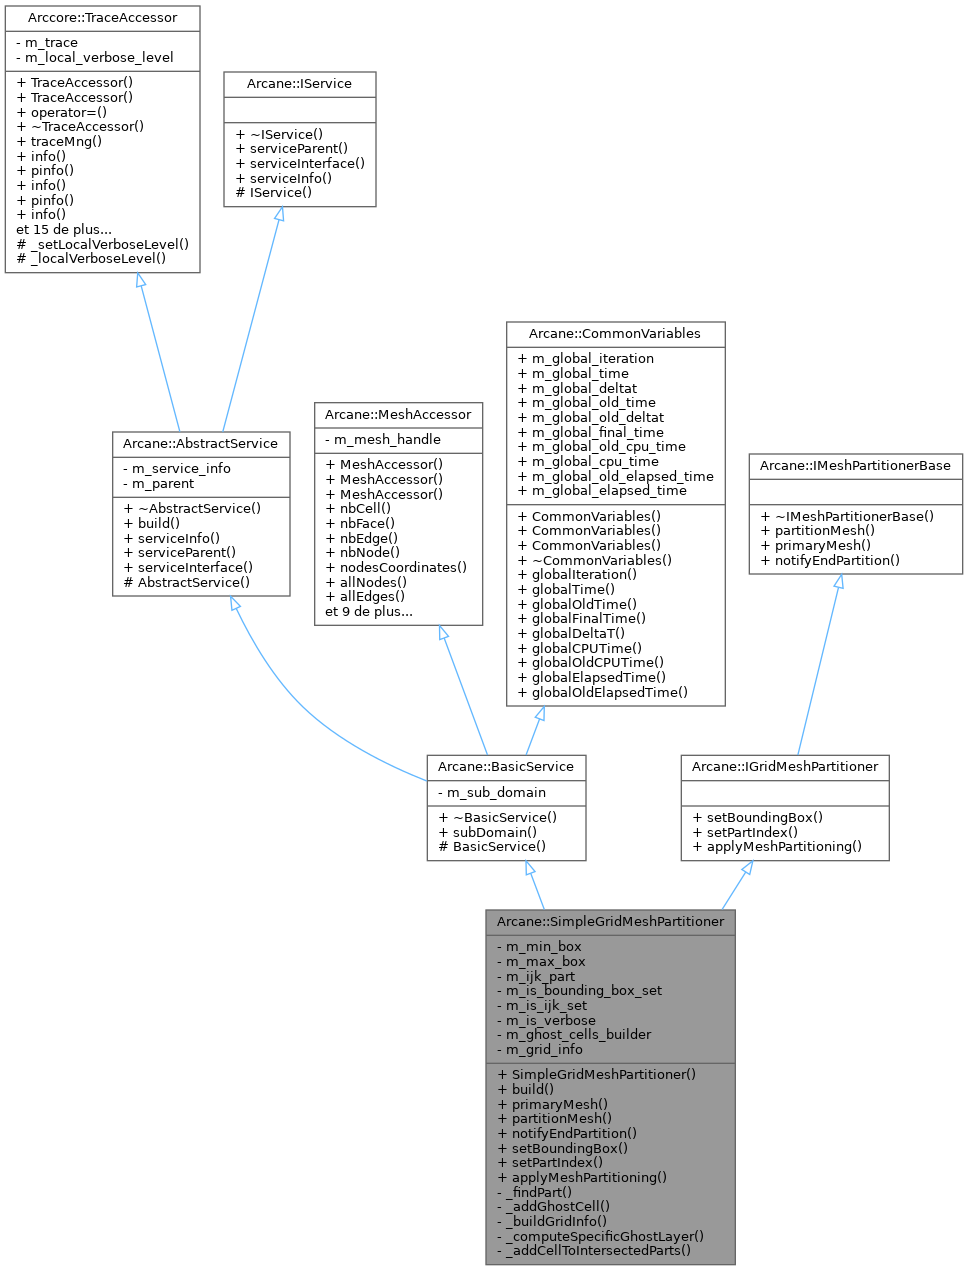 Arccore::TraceAccessor
- m_trace
- m_local_verbose_level
+ TraceAccessor()
+ TraceAccessor()
+ operator=()
+ ~TraceAccessor()
+ traceMng()
+ info()
+ pinfo()
+ info()
+ pinfo()
+ info()
et 15 de plus...
# _setLocalVerboseLevel()
# _localVerboseLevel()
Arcane::IService
+ ~IService()
+ serviceParent()
+ serviceInterface()
+ serviceInfo()
# IService()
Arcane::AbstractService
- m_service_info
- m_parent
+ ~AbstractService()
+ build()
+ serviceInfo()
+ serviceParent()
+ serviceInterface()
# AbstractService()
Arcane::MeshAccessor
- m_mesh_handle
+ MeshAccessor()
+ MeshAccessor()
+ MeshAccessor()
+ nbCell()
+ nbFace()
+ nbEdge()
+ nbNode()
+ nodesCoordinates()
+ allNodes()
+ allEdges()
et 9 de plus...
Arcane::CommonVariables
+ m_global_iteration
+ m_global_time
+ m_global_deltat
+ m_global_old_time
+ m_global_old_deltat
+ m_global_final_time
+ m_global_old_cpu_time
+ m_global_cpu_time
+ m_global_old_elapsed_time
+ m_global_elapsed_time
+ CommonVariables()
+ CommonVariables()
+ CommonVariables()
+ ~CommonVariables()
+ globalIteration()
+ globalTime()
+ globalOldTime()
+ globalFinalTime()
+ globalDeltaT()
+ globalCPUTime()
+ globalOldCPUTime()
+ globalElapsedTime()
+ globalOldElapsedTime()
Arcane::IMeshPartitionerBase
+ ~IMeshPartitionerBase()
+ partitionMesh()
+ primaryMesh()
+ notifyEndPartition()
Arcane::BasicService
- m_sub_domain
+ ~BasicService()
+ subDomain()
# BasicService()
Arcane::IGridMeshPartitioner
+ setBoundingBox()
+ setPartIndex()
+ applyMeshPartitioning()
Arcane::SimpleGridMeshPartitioner
- m_min_box
- m_max_box
- m_ijk_part
- m_is_bounding_box_set
- m_is_ijk_set
- m_is_verbose
- m_ghost_cells_builder
- m_grid_info
+ SimpleGridMeshPartitioner()
+ build()
+ primaryMesh()
+ partitionMesh()
+ notifyEndPartition()
+ setBoundingBox()
+ setPartIndex()
+ applyMeshPartitioning()
- _findPart()
- _addGhostCell()
- _buildGridInfo()
- _computeSpecificGhostLayer()
- _addCellToIntersectedParts()